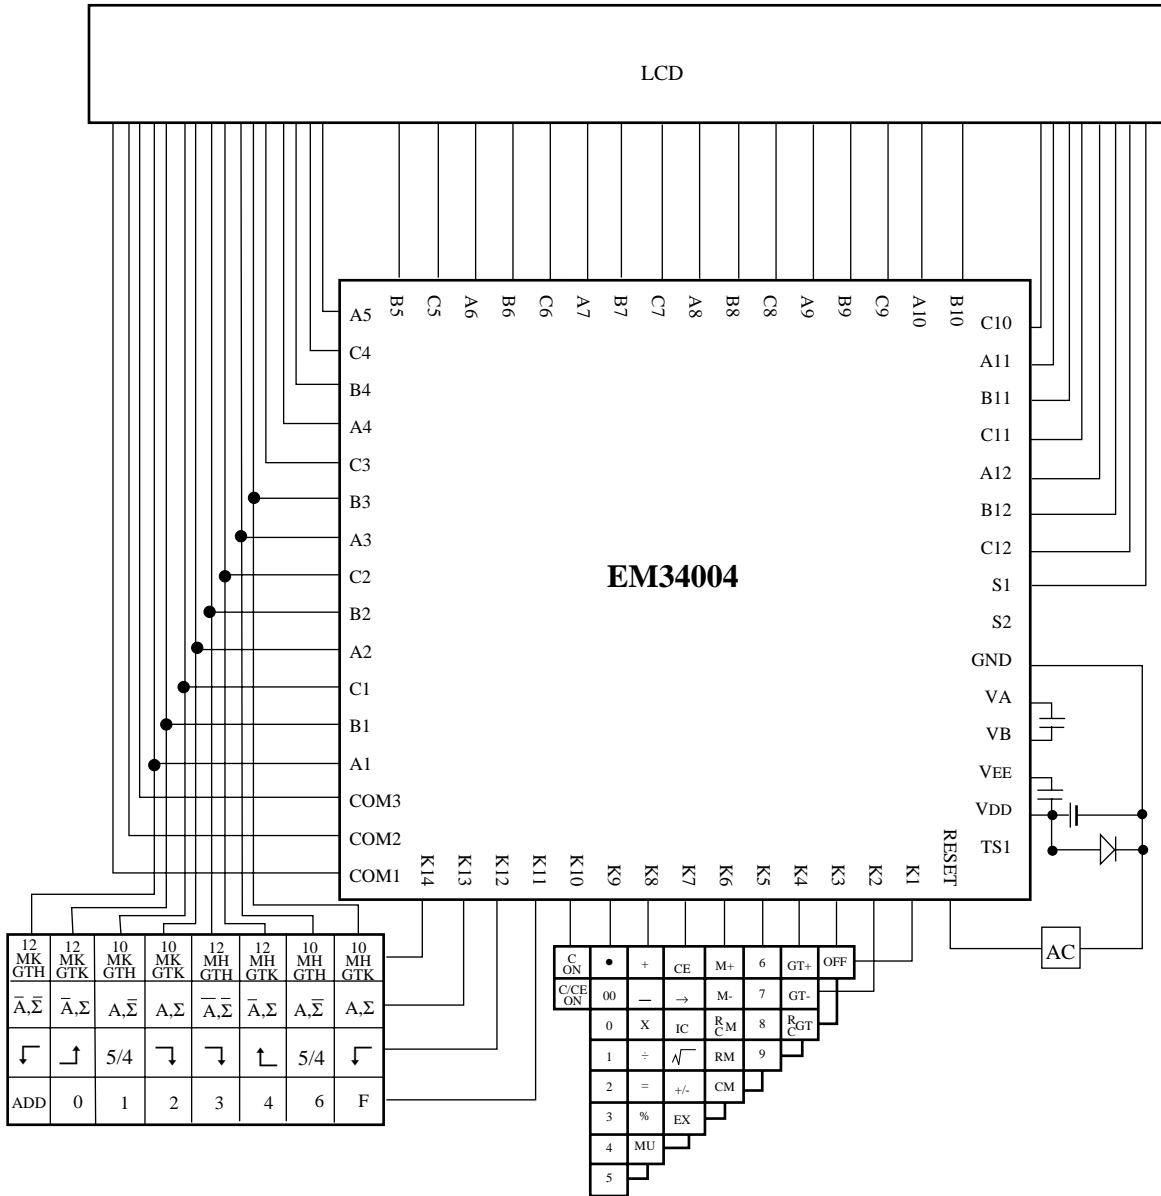 LCD
B5 C5 A6 B6 C6 A7 B7 C7 A8 B8 C8 A9 B9 C9 A10 B10
A5
C4
B4
A4
C3
B3
A3
C2
B2
A2
C1
B1
A1
COM3
COM2
COM1
EM34004
C10
A11
B11
C11
A12
B12
C12
S1
S2
GND
VA
VB
VEE
VDD
TS1
K14 K13 K12 K11 K10 K9 K8 K7 K6 K5 K4 K3 K2 K1 RESET
AC
12 12 10 10 12 12 10 10
MK MK MK MK MH MH MH MH
GTH GTK GTH GTK GTH GTK GTH GTK
A̅,Σ̅ A̅,Σ A,Σ̅ A,Σ A̅,Σ̅ A̅,Σ A,Σ̅ A,Σ
5/4 5/4
ADD 0 1 2 3 4 6 F
C ON • + CE M+ 6 GT+ OFF
C/CE ON 00 — → M- 7 GT-
0 X IC RCM 8 RCGT
1 ÷ √ RM 9
2 = +/- CM
3 % EX
4 MU
5